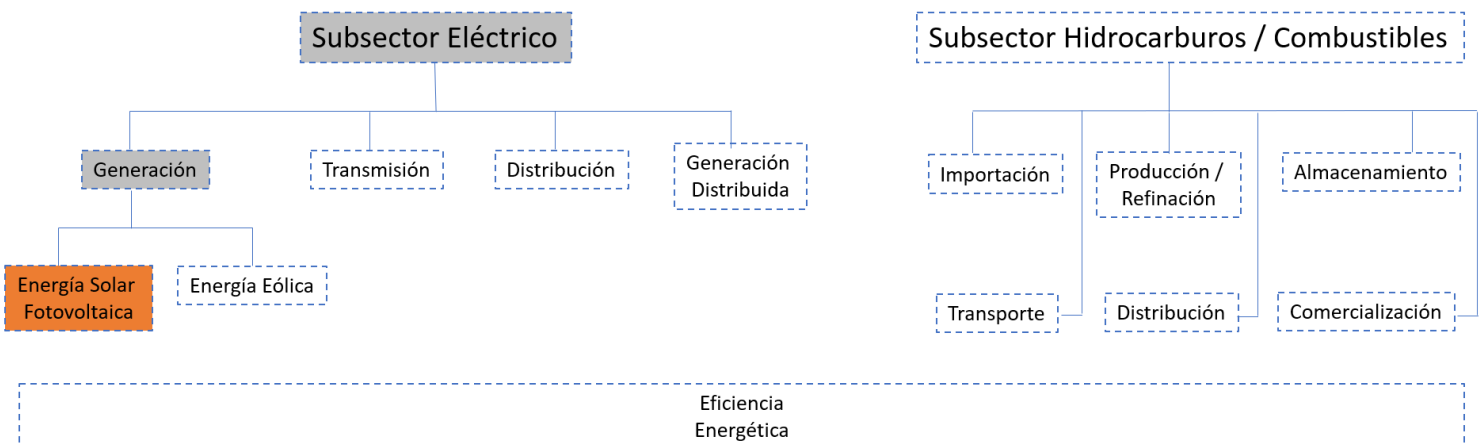 Subsector Eléctrico
Subsector Hidrocarburos / Combustibles
Generación
Transmisión
Distribución
Generación
Distribuida
Importación
Producción /
Refinación
Almacenamiento
Energía Solar
Fotovoltaica
Energía Eólica
Transporte
Distribución
Comercialización
Eficiencia
Energética